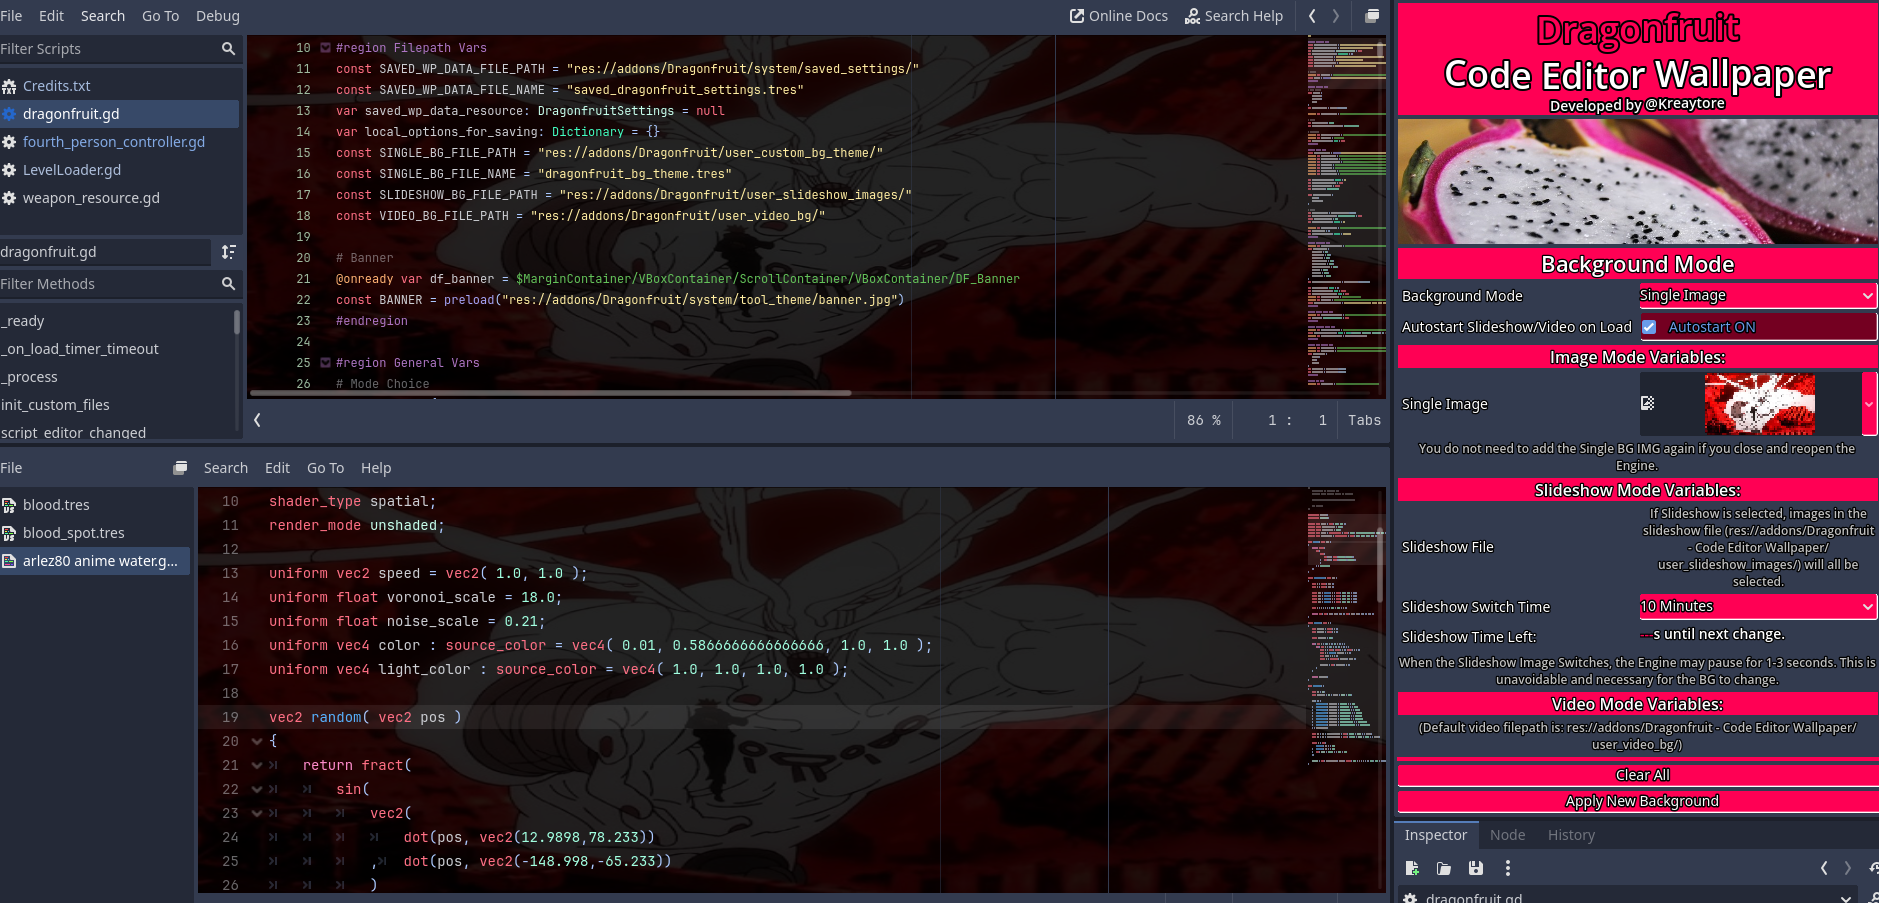 File Edit Search Go To Debug
Online Docs Search Help
Filter Scripts
Credits.txt
dragonfruit.gd
fourth_person_controller.gd
LevelLoader.gd
weapon_resource.gd
dragonfruit.gd
Filter Methods
_ready
_on_load_timer_timeout
_process
init_custom_files
script_editor_changed
10 #region Filepath Vars
11 const SAVED_WP_DATA_FILE_PATH = "res://addons/Dragonfruit/system/saved_settings/"
12 const SAVED_WP_DATA_FILE_NAME = "saved_dragonfruit_settings.tres"
13 var saved_wp_data_resource: DragonfruitSettings = null
14 var local_options_for_saving: Dictionary = {}
15 const SINGLE_BG_FILE_PATH = "res://addons/Dragonfruit/user_custom_bg_theme/"
16 const SINGLE_BG_FILE_NAME = "dragonfruit_bg_theme.tres"
17 const SLIDESHOW_BG_FILE_PATH = "res://addons/Dragonfruit/user_slideshow_images/"
18 const VIDEO_BG_FILE_PATH = "res://addons/Dragonfruit/user_video_bg/"
19
20 # Banner
21 @onready var df_banner = $MarginContainer/VBoxContainer/ScrollContainer/VBoxContainer/DF_Banner
22 const BANNER = preload("res://addons/Dragonfruit/system/tool_theme/banner.jpg")
23 #endregion
24
25 #region General Vars
26 # Mode Choice
86 % 1 : 1 Tabs
File Search Edit Go To Help
blood.tres
blood_spot.tres
arlez80 anime water.g...
10 shader_type spatial;
11 render_mode unshaded;
12
13 uniform vec2 speed = vec2( 1.0, 1.0 );
14 uniform float voronoi_scale = 18.0;
15 uniform float noise_scale = 0.21;
16 uniform vec4 color : source_color = vec4( 0.01, 0.5866666666666666, 1.0, 1.0 );
17 uniform vec4 light_color : source_color = vec4( 1.0, 1.0, 1.0, 1.0 );
18
19 vec2 random( vec2 pos )
20 {
21 return fract(
22 sin(
23 vec2(
24 dot(pos, vec2(12.9898,78.233))
25 , dot(pos, vec2(-148.998,-65.233))
26 )
Dragonfruit
Code Editor Wallpaper
Developed by @Kreaytore
Background Mode
Background Mode Single Image
Autostart Slideshow/Video on Load Autostart ON
Image Mode Variables:
Single Image
You do not need to add the Single BG IMG again if you close and reopen the
Engine.
Slideshow Mode Variables:
Slideshow File
If Slideshow is selected, images in the
slideshow file (res://addons/Dragonfruit
- Code Editor Wallpaper/
user_slideshow_images/) will all be
selected.
Slideshow Switch Time 10 Minutes
Slideshow Time Left: ---s until next change.
When the Slideshow Image Switches, the Engine may pause for 1-3 seconds. This is
unavoidable and necessary for the BG to change.
Video Mode Variables:
(Default video filepath is: res://addons/Dragonfruit - Code Editor Wallpaper/
user_video_bg/)
Clear All
Apply New Background
Inspector Node History
dragonfruit.gd